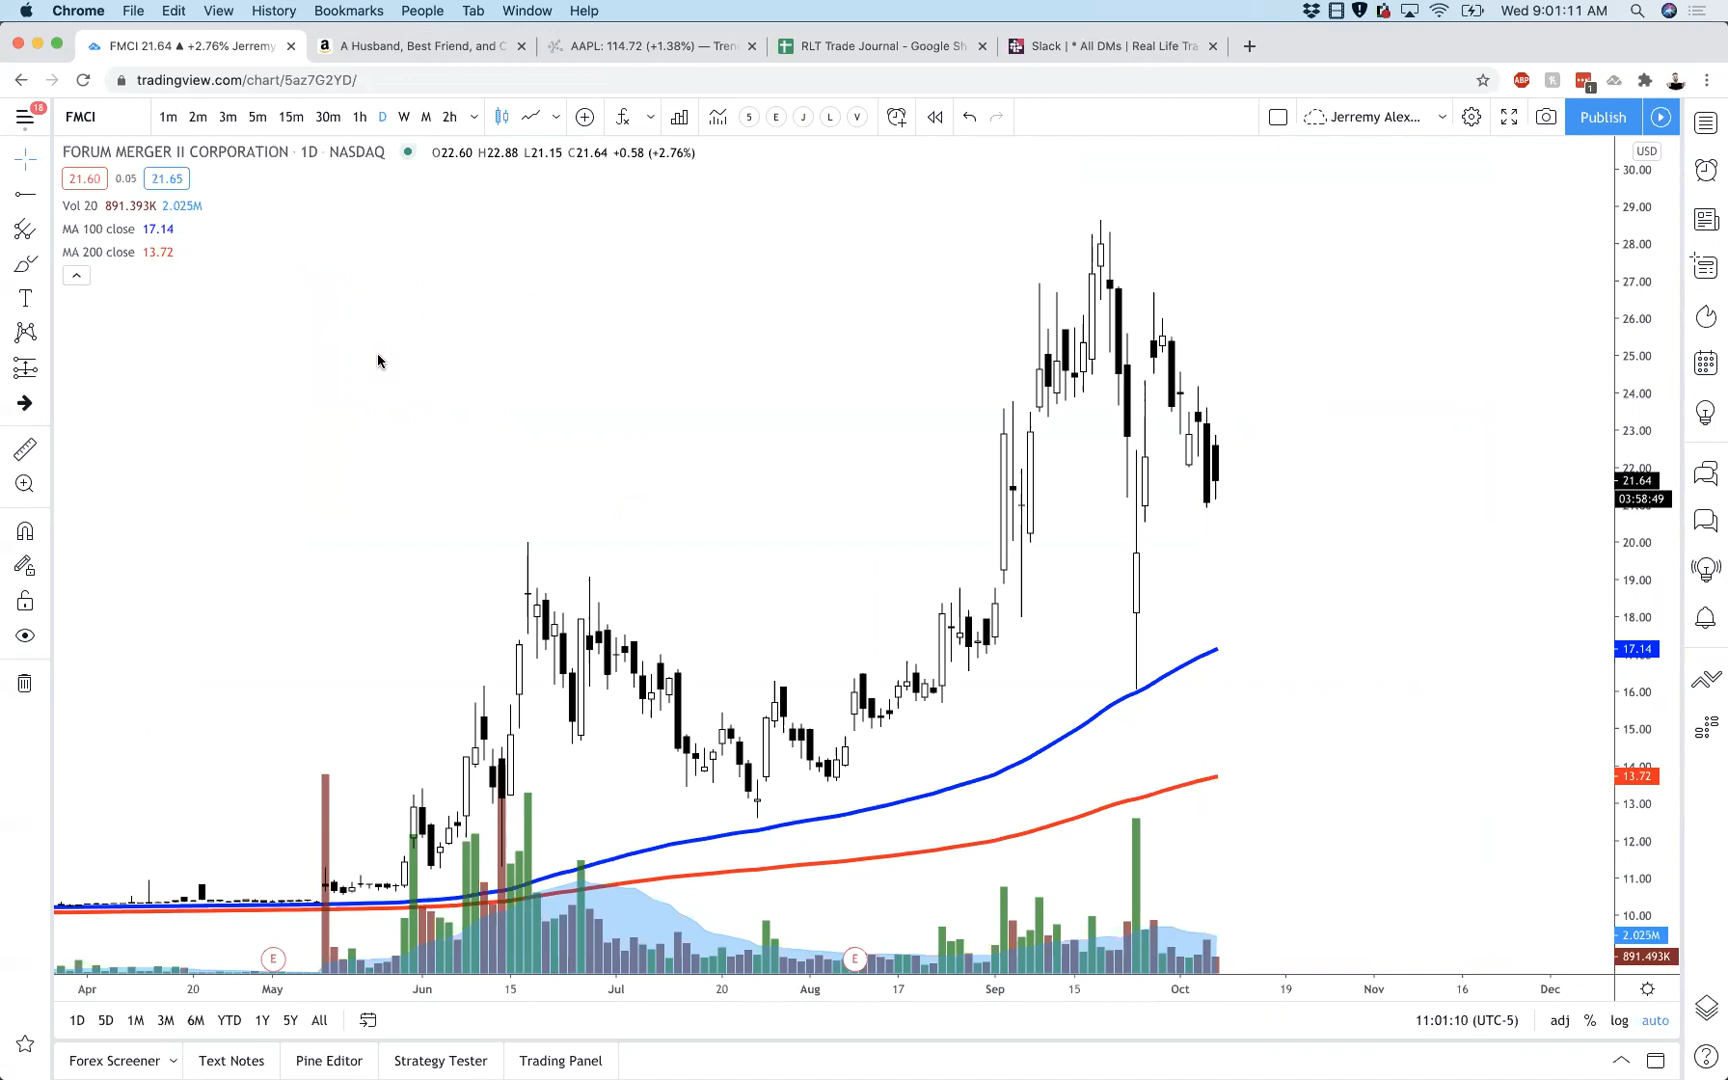 Chrome File Edit View History Bookmarks People Tab Window Help Wed 9:01:11 AM
FMCI 21.64 ▲ +2.76% Jerremy A Husband, Best Friend, and C AAPL: 114.72 (+1.38%) — Tren RLT Trade Journal - Google Sh Slack | * All DMs | Real Life Tra
tradingview.com/chart/5az7G2YD/ ABP 1
18 FMCI 1m 2m 3m 5m 15m 30m 1h D W M 2h 5 E J L V Jerremy Alex... Publish
FORUM MERGER II CORPORATION · 1D · NASDAQ O22.60 H22.88 L21.15 C21.64 +0.58 (+2.76%) USD
21.60 0.05 21.65
Vol 20 891.393K 2.025M
MA 100 close 17.14
MA 200 close 13.72
30.00
29.00
28.00
27.00
26.00
25.00
24.00
23.00
22.00
21.64
03:58:49
20.00
19.00
18.00
17.14
16.00
15.00
14.00
13.72
13.00
12.00
11.00
10.00
2.025M
891.493K
E E
Apr 20 May Jun 15 Jul 20 Aug 17 Sep 15 Oct 19 Nov 16 Dec
1D 5D 1M 3M 6M YTD 1Y 5Y All 11:01:10 (UTC-5) adj % log auto
Forex Screener Text Notes Pine Editor Strategy Tester Trading Panel